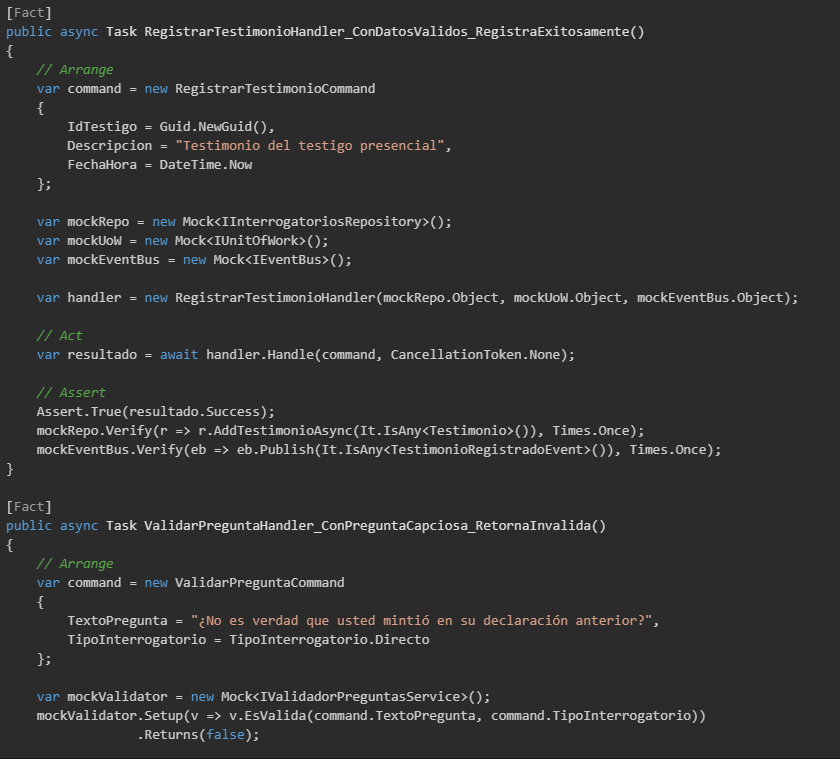 [Fact]
public async Task RegistrarTestimonioHandler_ConDatosValidos_RegistraExitosamente()
{
    // Arrange
    var command = new RegistrarTestimonioCommand
    {
        IdTestigo = Guid.NewGuid(),
        Descripcion = "Testimonio del testigo presencial",
        FechaHora = DateTime.Now
    };

    var mockRepo = new Mock<IInterrogatoriosRepository>();
    var mockUoW = new Mock<IUnitOfWork>();
    var mockEventBus = new Mock<IEventBus>();

    var handler = new RegistrarTestimonioHandler(mockRepo.Object, mockUoW.Object, mockEventBus.Object);

    // Act
    var resultado = await handler.Handle(command, CancellationToken.None);

    // Assert
    Assert.True(resultado.Success);
    mockRepo.Verify(r => r.AddTestimonioAsync(It.IsAny<Testimonio>()), Times.Once);
    mockEventBus.Verify(eb => eb.Publish(It.IsAny<TestimonioRegistradoEvent>()), Times.Once);
}

[Fact]
public async Task ValidarPreguntaHandler_ConPreguntaCapciosa_RetornaInvalida()
{
    // Arrange
    var command = new ValidarPreguntaCommand
    {
        TextoPregunta = "¿No es verdad que usted mintió en su declaración anterior?",
        TipoInterrogatorio = TipoInterrogatorio.Directo
    };

    var mockValidator = new Mock<IValidadorPreguntasService>();
    mockValidator.Setup(v => v.EsValida(command.TextoPregunta, command.TipoInterrogatorio))
                 .Returns(false);